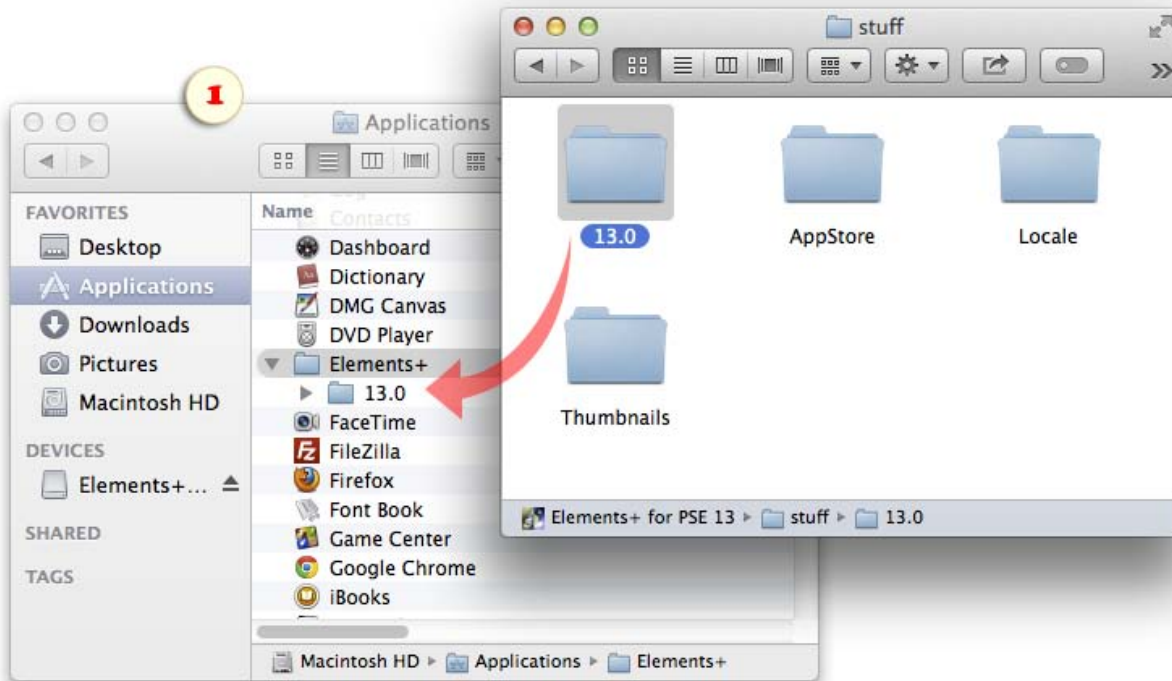 1
Applications
FAVORITES
Desktop
Applications
Downloads
Pictures
Macintosh HD
DEVICES
Elements+...
SHARED
TAGS
Name
Contacts
Dashboard
Dictionary
DMG Canvas
DVD Player
Elements+
13.0
FaceTime
FileZilla
Firefox
Font Book
Game Center
Google Chrome
iBooks
Macintosh HD ▸ Applications ▸ Elements+
stuff
13.0
AppStore
Locale
Thumbnails
Elements+ for PSE 13 ▸ stuff ▸ 13.0